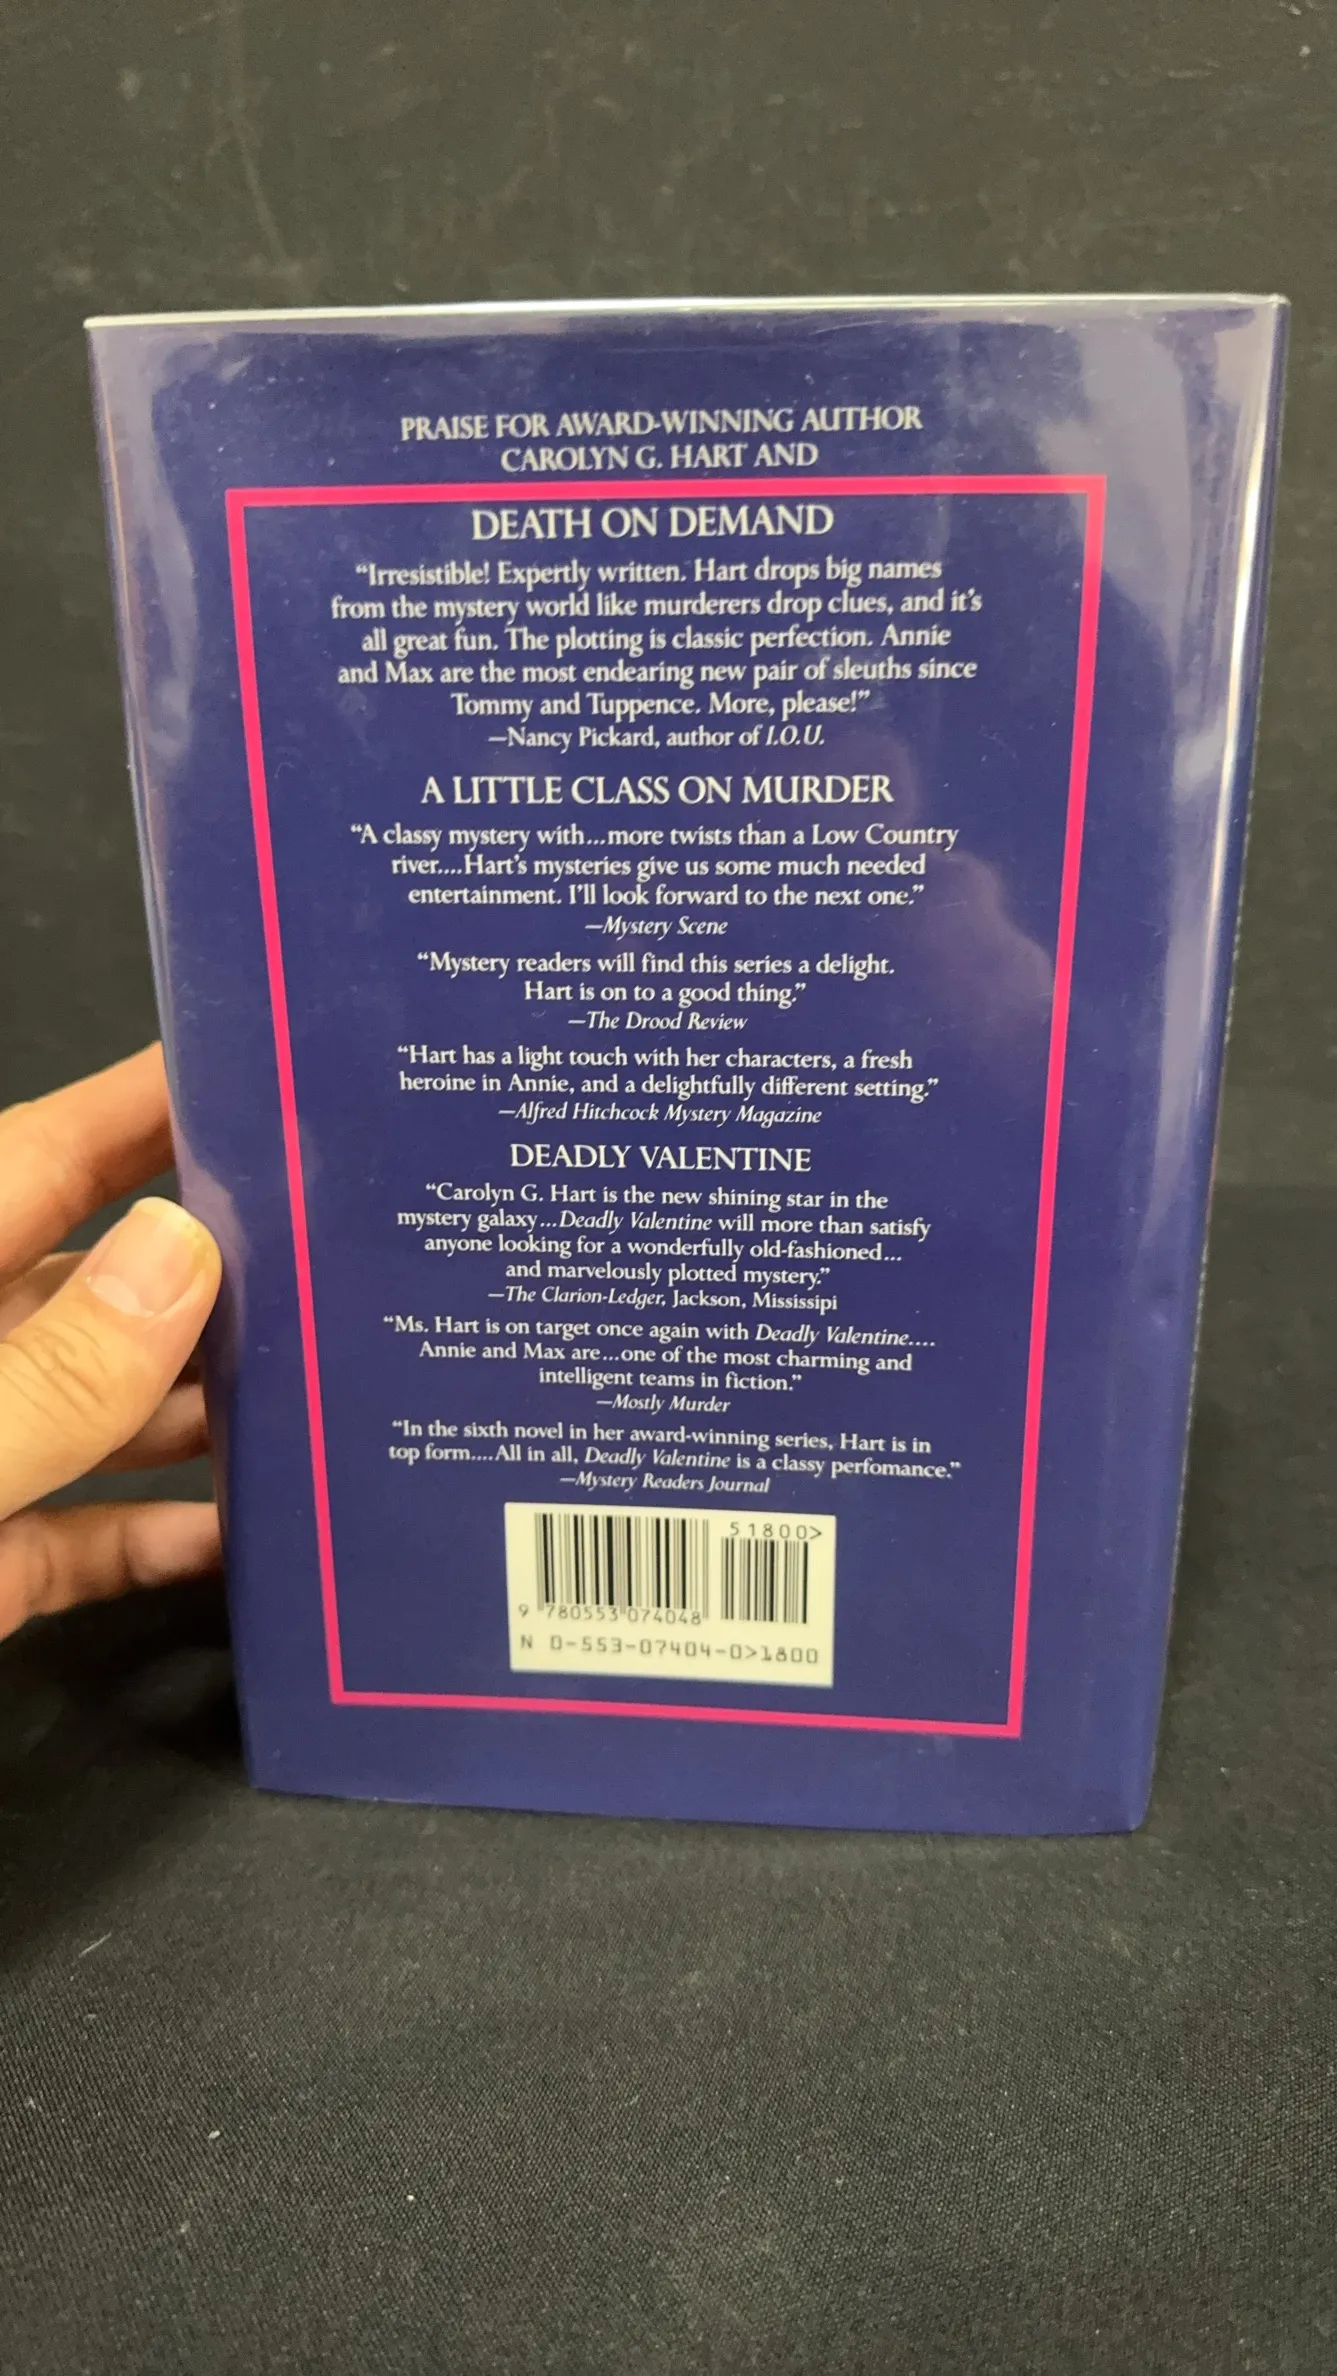 PRAISE FOR AWARD-WINNING AUTHOR
CAROLYN G. HART AND
DEATH ON DEMAND
“Irresistible! Expertly written. Hart drops big names
from the mystery world like murderers drop clues, and it’s
all great fun. The plotting is classic perfection. Annie
and Max are the most endearing new pair of sleuths since
Tommy and Tuppence. More, please!”
—Nancy Pickard, author of I.O.U.
A LITTLE CLASS ON MURDER
“A classy mystery with...more twists than a Low Country
river....Hart’s mysteries give us some much needed
entertainment. I’ll look forward to the next one.”
—Mystery Scene
“Mystery readers will find this series a delight.
Hart is on to a good thing.”
—The Drood Review
“Hart has a light touch with her characters, a fresh
heroine in Annie, and a delightfully different setting.”
—Alfred Hitchcock Mystery Magazine
DEADLY VALENTINE
“Carolyn G. Hart is the new shining star in the
mystery galaxy...Deadly Valentine will more than satisfy
anyone looking for a wonderfully old-fashioned...
and marvelously plotted mystery.”
—The Clarion-Ledger, Jackson, Mississipi
“Ms. Hart is on target once again with Deadly Valentine....
Annie and Max are...one of the most charming and
intelligent teams in fiction.”
—Mostly Murder
“In the sixth novel in her award-winning series, Hart is in
top form....All in all, Deadly Valentine is a classy perfomance.”
—Mystery Readers Journal
51800>
9 780553 074048
N 0-553-07404-0>1800